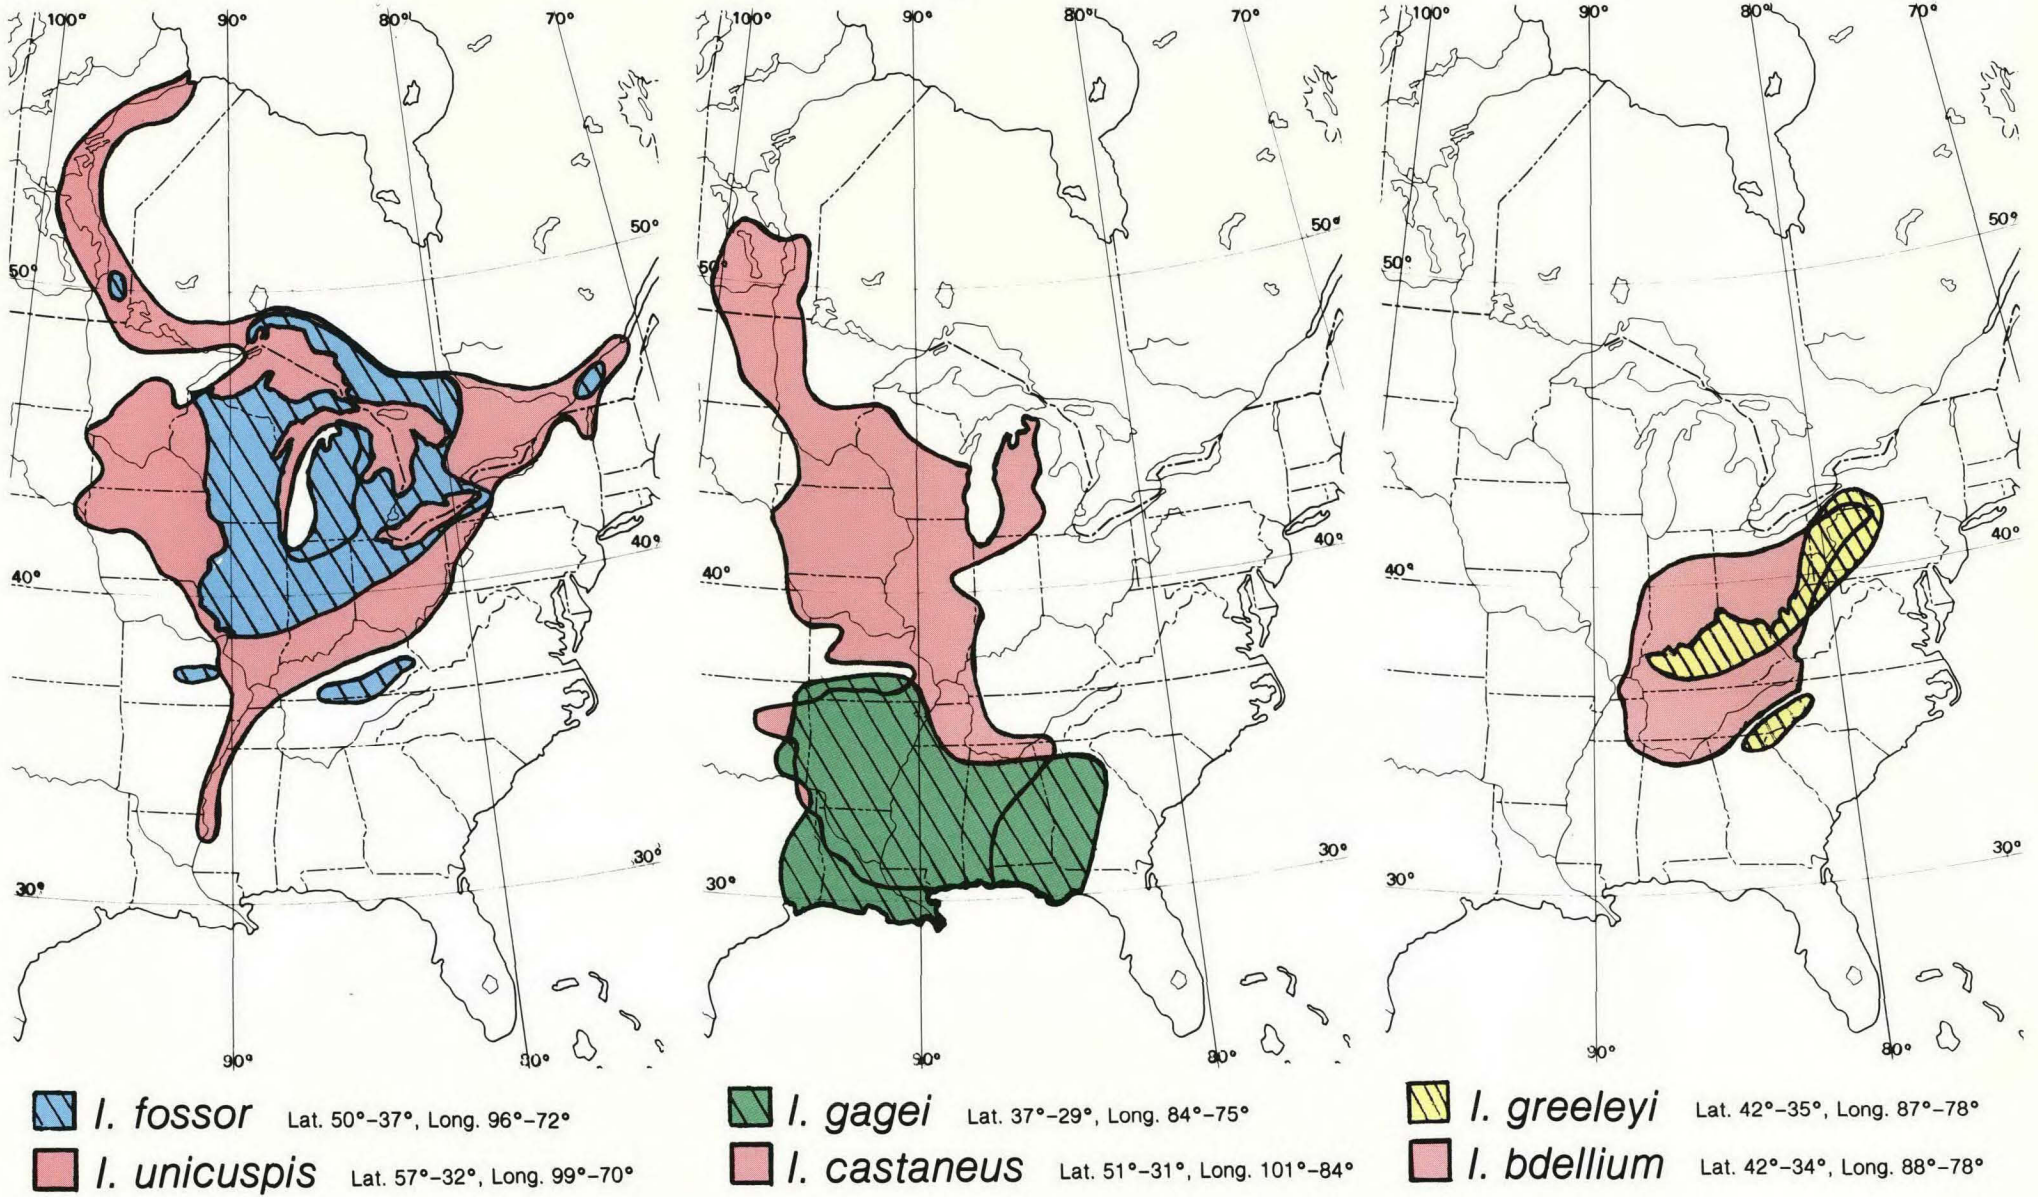 100° 90° 80° 70° 100° 90° 80° 70° 100° 90° 80° 70°
50° 50° 50°
50° 50° 50°
40° 40° 40°
40° 40° 40°
30° 30° 30°
30° 30° 30°
90° 80° 90° 80° 90° 80°
I. fossor Lat. 50°–37°, Long. 96°–72°
I. unicuspis Lat. 57°–32°, Long. 99°–70°
I. gagei Lat. 37°–29°, Long. 84°–75°
I. castaneus Lat. 51°–31°, Long. 101°–84°
I. greeleyi Lat. 42°–35°, Long. 87°–78°
I. bdellium Lat. 42°–34°, Long. 88°–78°